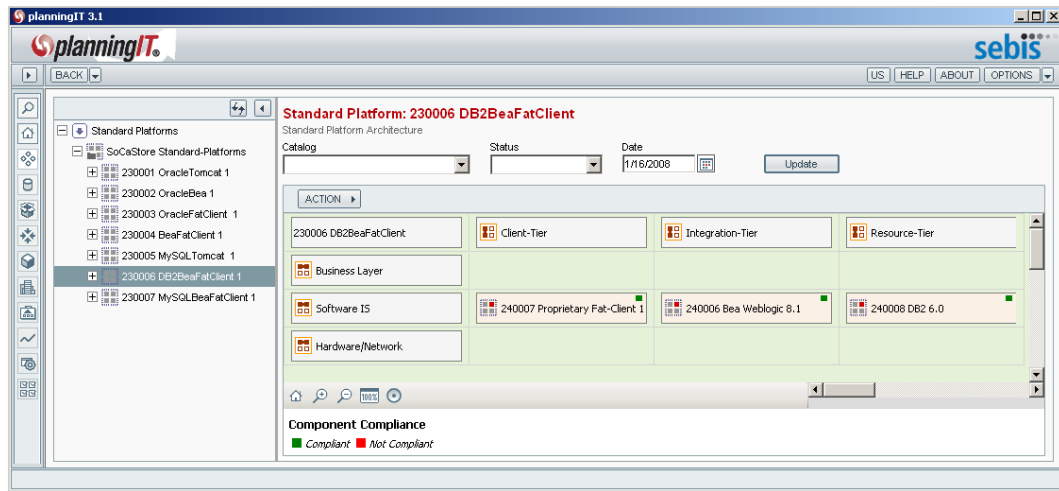 planningIT 3.1
planningIT®
sebis
BACK
US HELP ABOUT OPTIONS
Standard Platforms
SoCaStore Standard-Platforms
230001 OracleTomcat 1
230002 OracleBea 1
230003 OracleFatClient 1
230004 BeaFatClient 1
230005 MySQLTomcat 1
230006 DB2BeaFatClient 1
230007 MySQLBeaFatClient 1
Standard Platform: 230006 DB2BeaFatClient
Standard Platform Architecture
Catalog Status Date
1/16/2008 Update
ACTION
230006 DB2BeaFatClient Client-Tier Integration-Tier Resource-Tier
Business Layer
Software IS 240007 Proprietary Fat-Client 1 240006 Bea Weblogic 8.1 240008 DB2 6.0
Hardware/Network
100%
Component Compliance
Compliant Not Compliant